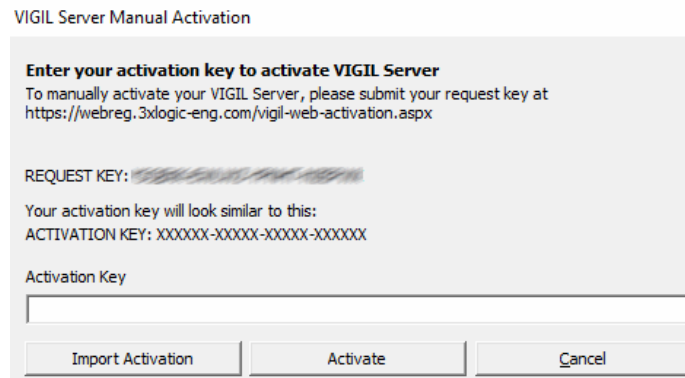 VIGIL Server Manual Activation
Enter your activation key to activate VIGIL Server
To manually activate your VIGIL Server, please submit your request key at
https://webreg.3xlogic-eng.com/vigil-web-activation.aspx
REQUEST KEY:
Your activation key will look similar to this:
ACTIVATION KEY: XXXXXX-XXXXX-XXXXX-XXXXXX
Activation Key
Import Activation
Activate
Cancel